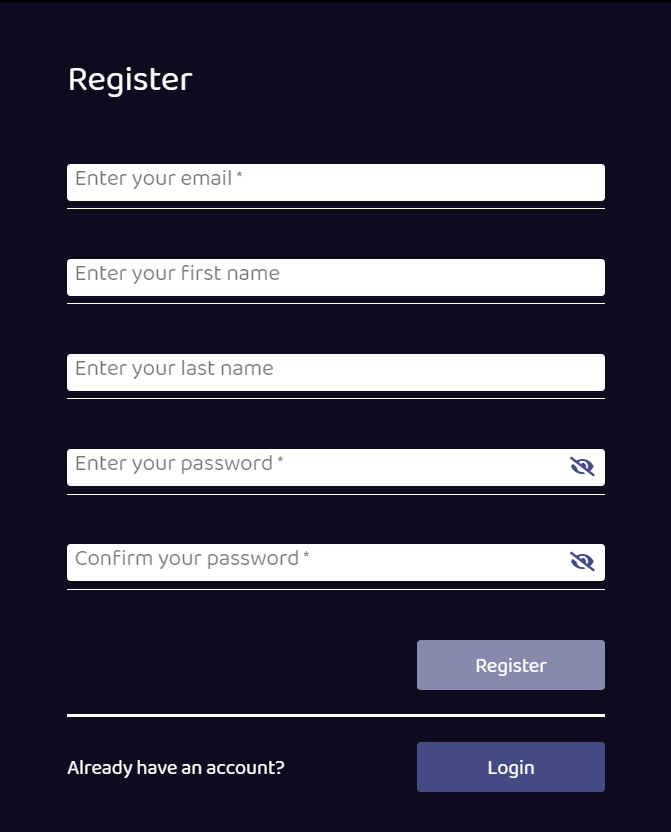 Register
Enter your email *
Enter your first name
Enter your last name
Enter your password *
Confirm your password *
Register
Already have an account? Login